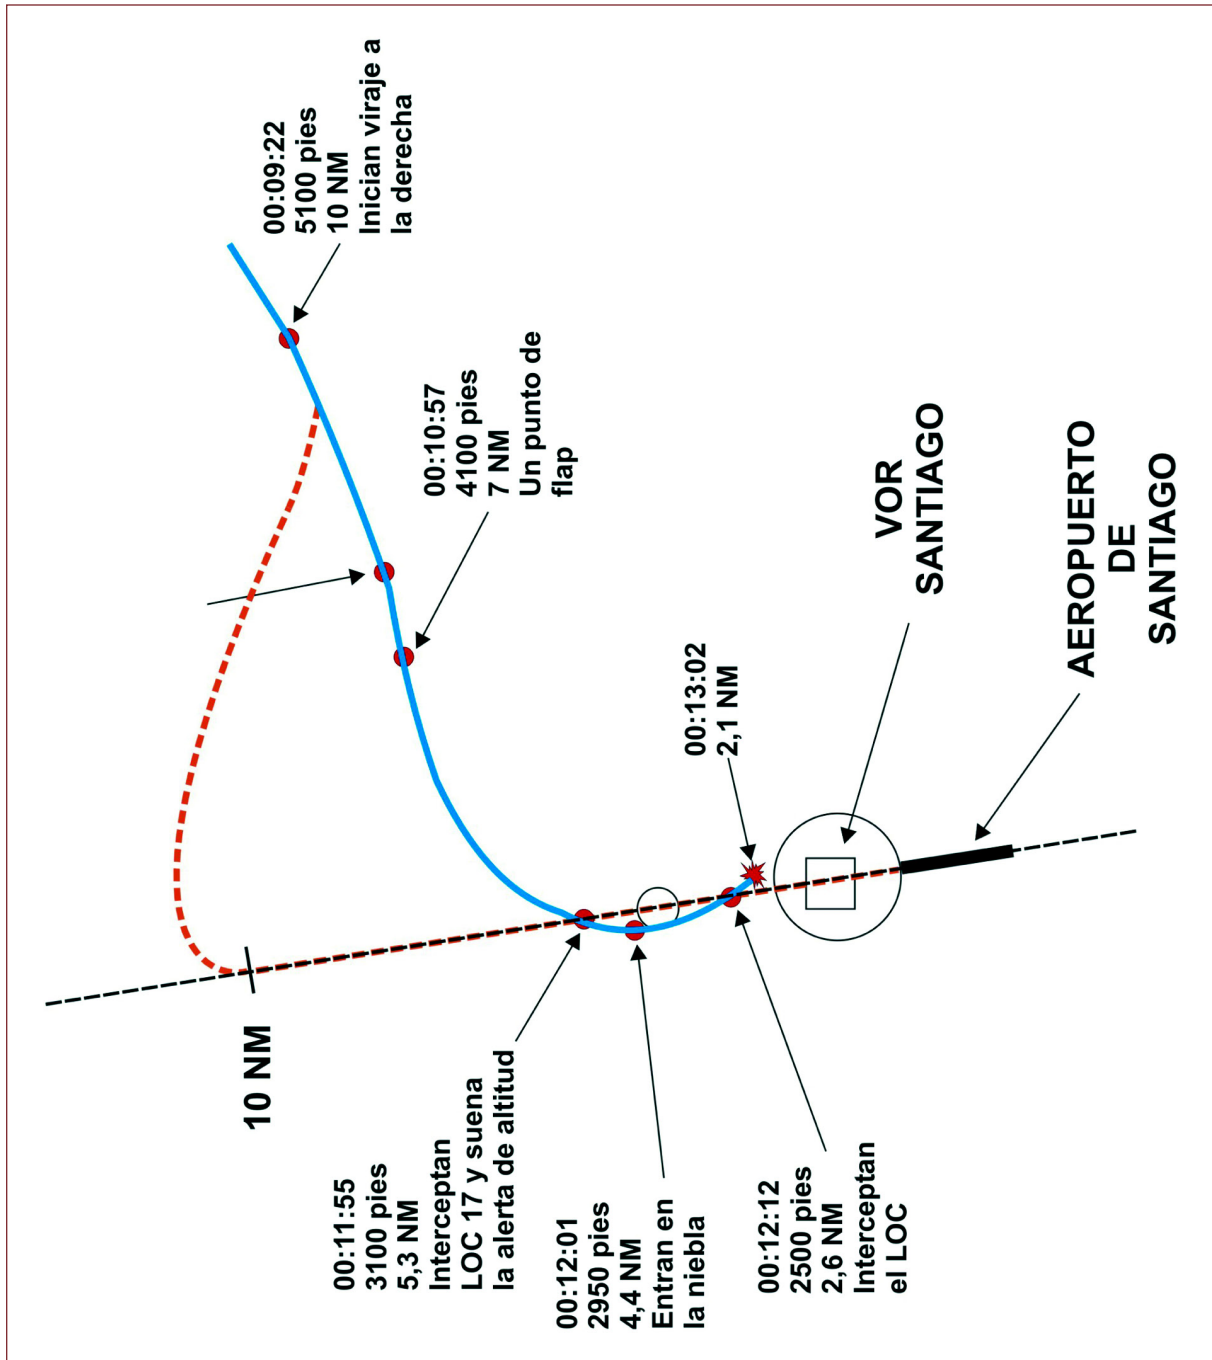 00:09:22
5100 pies
10 NM
Inician viraje a
la derecha
00:10:57
4100 pies
7 NM
Un punto de
flap
VOR
SANTIAGO
AEROPUERTO
DE
SANTIAGO
00:13:02
2,1 NM
10 NM
00:11:55
3100 pies
5,3 NM
Interceptan
LOC 17 y suena
la alerta de altitud
00:12:01
2950 pies
4,4 NM
Entran en
la niebla
00:12:12
2500 pies
2,6 NM
Interceptan
el LOC